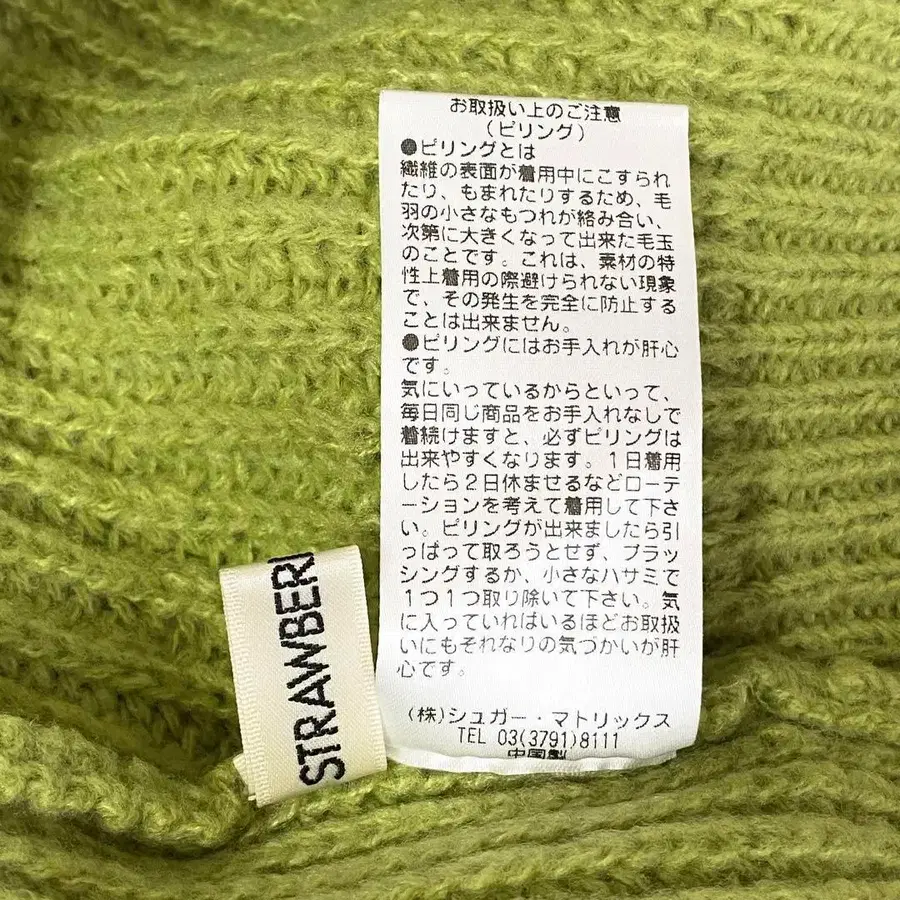 お取扱い上のご注意
(ピリング)
●ピリングとは
繊維の表面が着用中にこすられ
たり、もまれたりするため、毛
羽の小さなもつれが絡み合い、
次第に大きくなって出来た毛玉
のことです。これは、素材の特
性上着用の際避けられない現象
で、その発生を完全に防止する
ことは出来ません。
●ピリングにはお手入れが肝心
です。
気にいっているからといって、
毎日同じ商品をお手入れなしで
着続けますと、必ずピリングは
出来やすくなります。1日着用
したら2日休ませるなどローテ
ーションを考えて着用して下さ
い。ピリングが出来ましたら引
っぱって取ろうとせず、ブラッ
シングするか、小さなハサミで
1つ1つ取り除いて下さい。気
に入っていればいるほどお取扱
いにもそれなりの気づかいが肝
心です。
(株)シュガー・マトリックス
TEL 03(3791)8111
中国製
STRAWBER